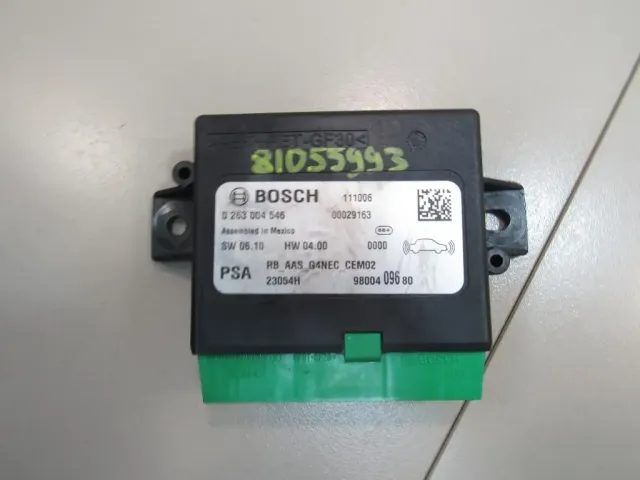 T-GF30<
81055993
BOSCH 111006
0 263 004 546 00029163
Assembled in Mexico
SW 06.10 HW 04.00 0000
PSA RB_AAS_G4NEC_CEM02
23054H 98004 096 80